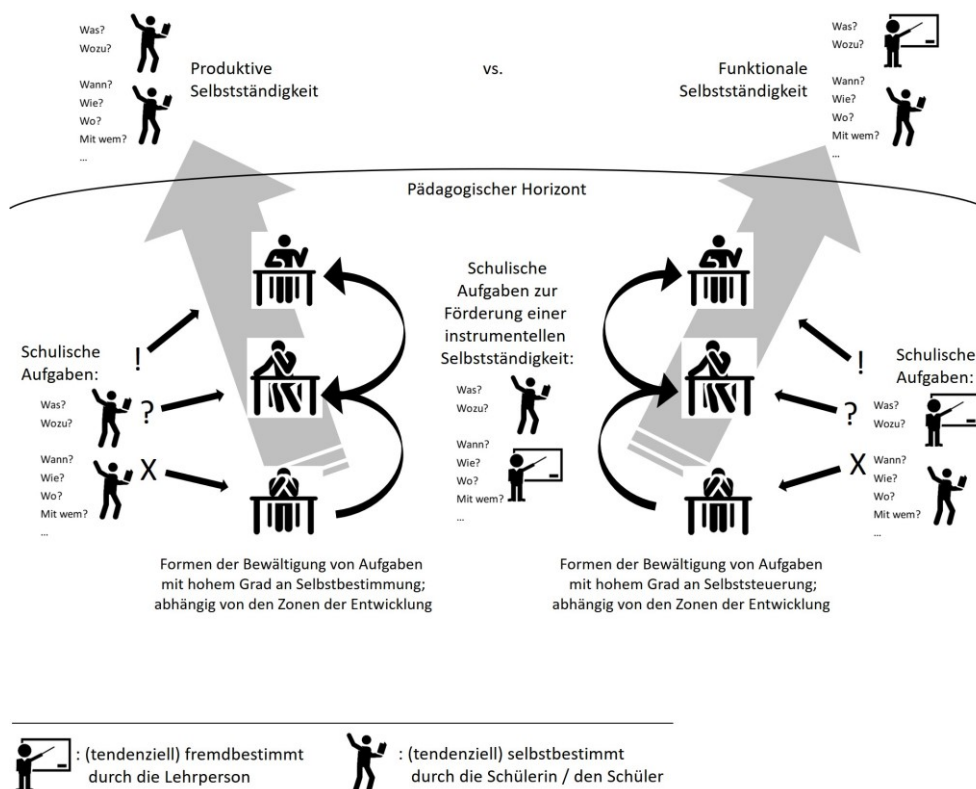 Was?
Wozu?
Wann?
Wie?
Wo?
Mit wem?
...
Produktive
Selbstständigkeit
vs.
Funktionale
Selbstständigkeit
Was?
Wozu?
Wann?
Wie?
Wo?
Mit wem?
...
Pädagogischer Horizont
Schulische
Aufgaben:
Was?
Wozu?
Wann?
Wie?
Wo?
Mit wem?
...
!
?
X
Schulische
Aufgaben zur
Förderung einer
instrumentellen
Selbstständigkeit:
Was?
Wozu?
Wann?
Wie?
Wo?
Mit wem?
...
!
?
X
Schulische
Aufgaben:
Was?
Wozu?
Wann?
Wie?
Wo?
Mit wem?
...
Formen der Bewältigung von Aufgaben
mit hohem Grad an Selbstbestimmung;
abhängig von den Zonen der Entwicklung
Formen der Bewältigung von Aufgaben
mit hohem Grad an Selbststeuerung;
abhängig von den Zonen der Entwicklung
: (tendenziell) fremdbestimmt
durch die Lehrperson
: (tendenziell) selbstbestimmt
durch die Schülerin / den Schüler